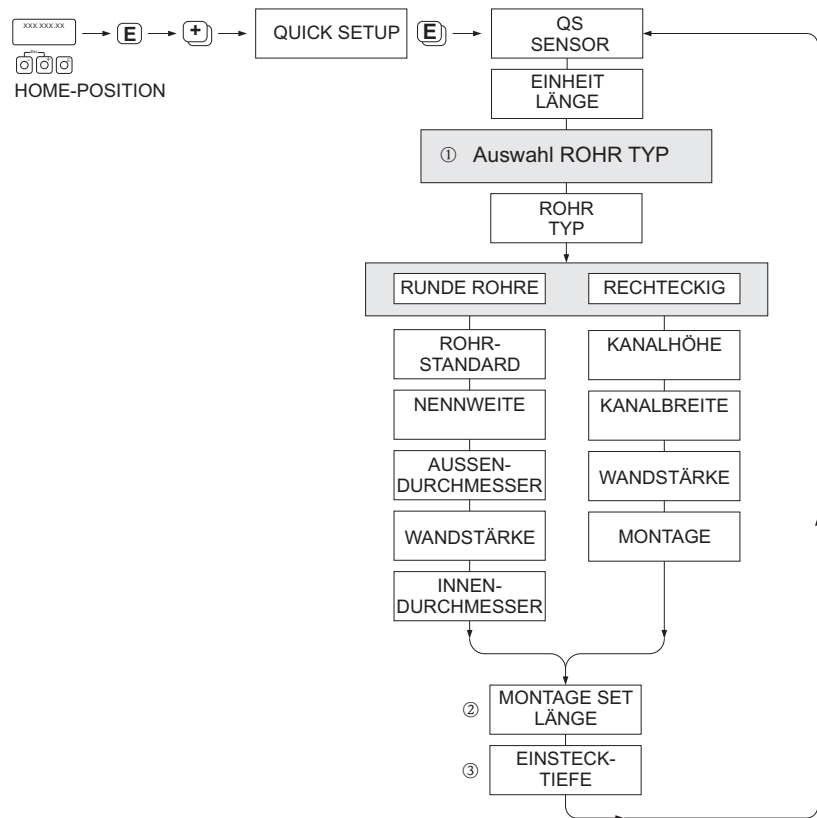 XXX.XXX.XX
Esc
E
+
QUICK SETUP
E
QS
SENSOR
HOME-POSITION
EINHEIT
LÄNGE
① Auswahl ROHR TYP
ROHR
TYP
RUNDE ROHRE
RECHTECKIG
ROHR-
STANDARD
NENNWEITE
AUSSEN-
DURCHMESSER
WANDSTÄRKE
INNEN-
DURCHMESSER
KANALHÖHE
KANALBREITE
WANDSTÄRKE
MONTAGE
② MONTAGE SET
LÄNGE
③ EINSTECK-
TIEFE